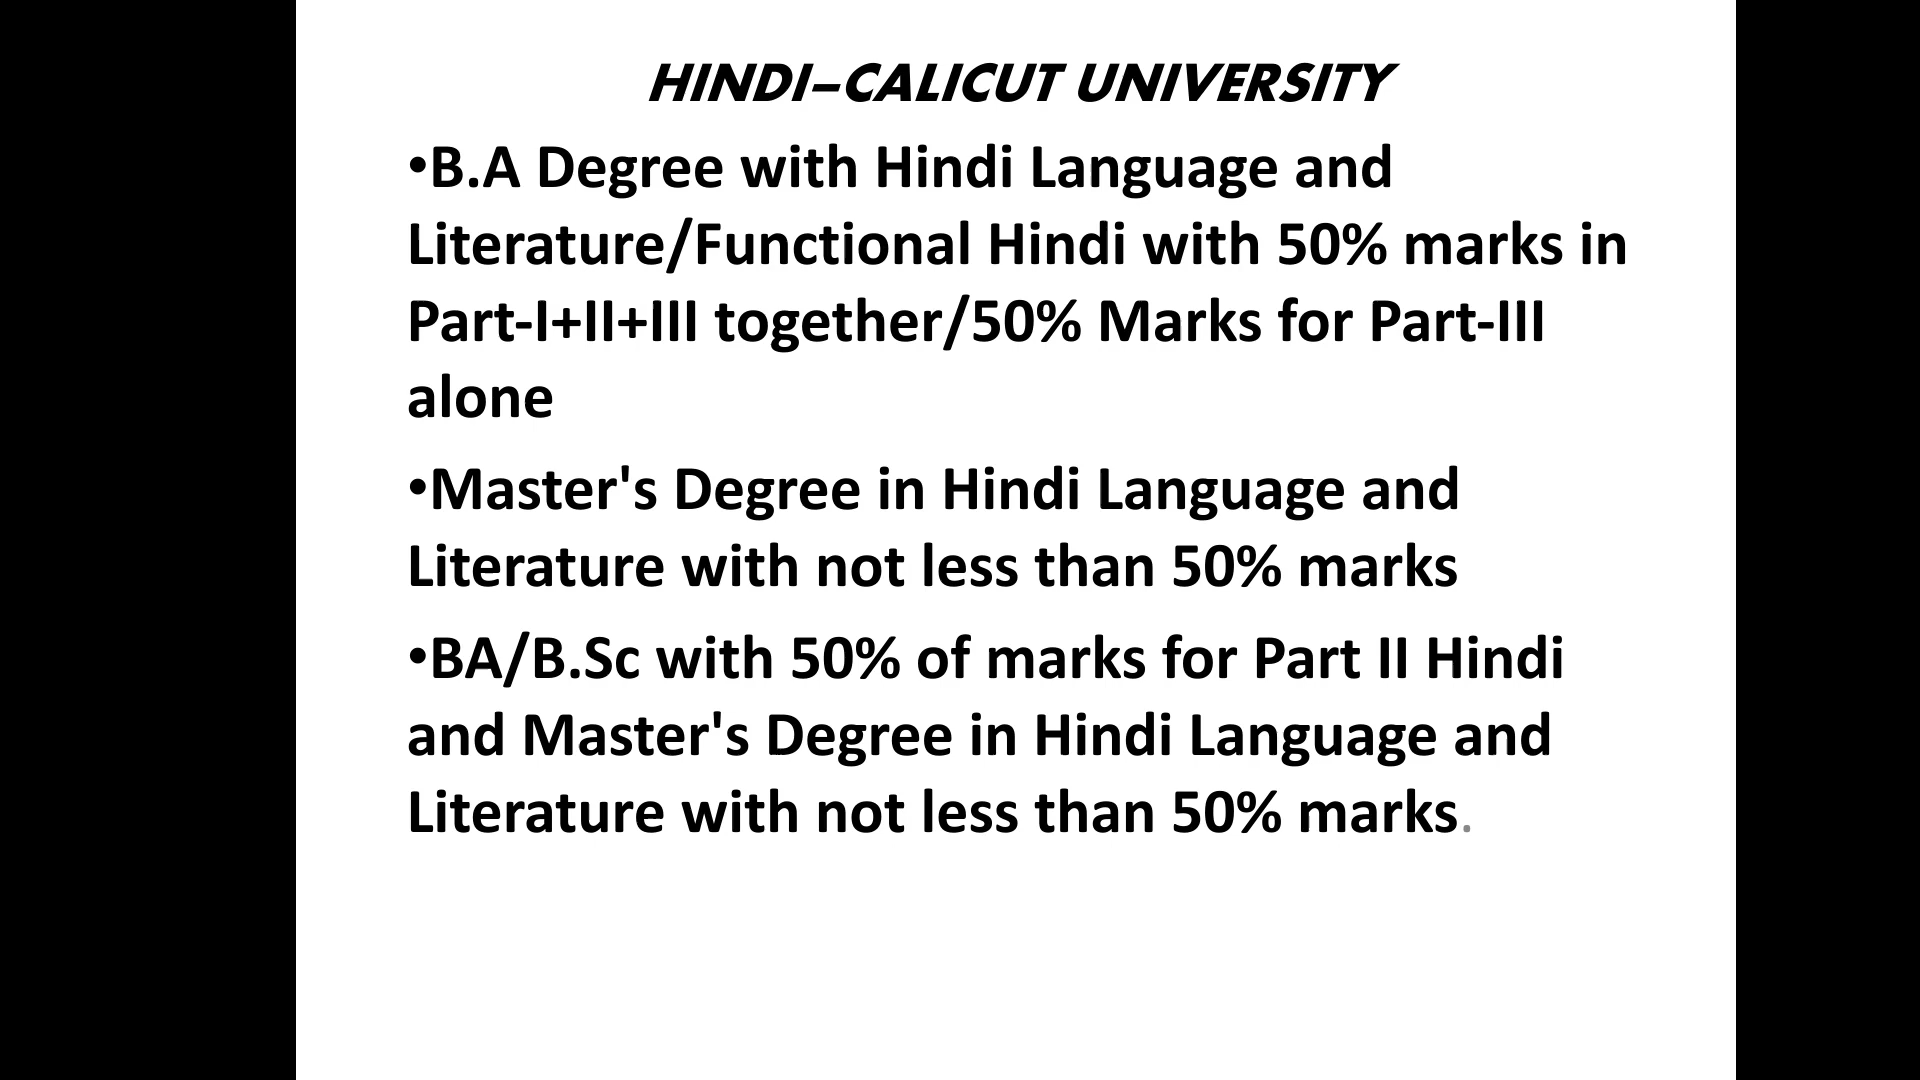 HINDI–CALICUT UNIVERSITY
•B.A Degree with Hindi Language and
Literature/Functional Hindi with 50% marks in
Part-I+II+III together/50% Marks for Part-III
alone
•Master's Degree in Hindi Language and
Literature with not less than 50% marks
•BA/B.Sc with 50% of marks for Part II Hindi
and Master's Degree in Hindi Language and
Literature with not less than 50% marks.